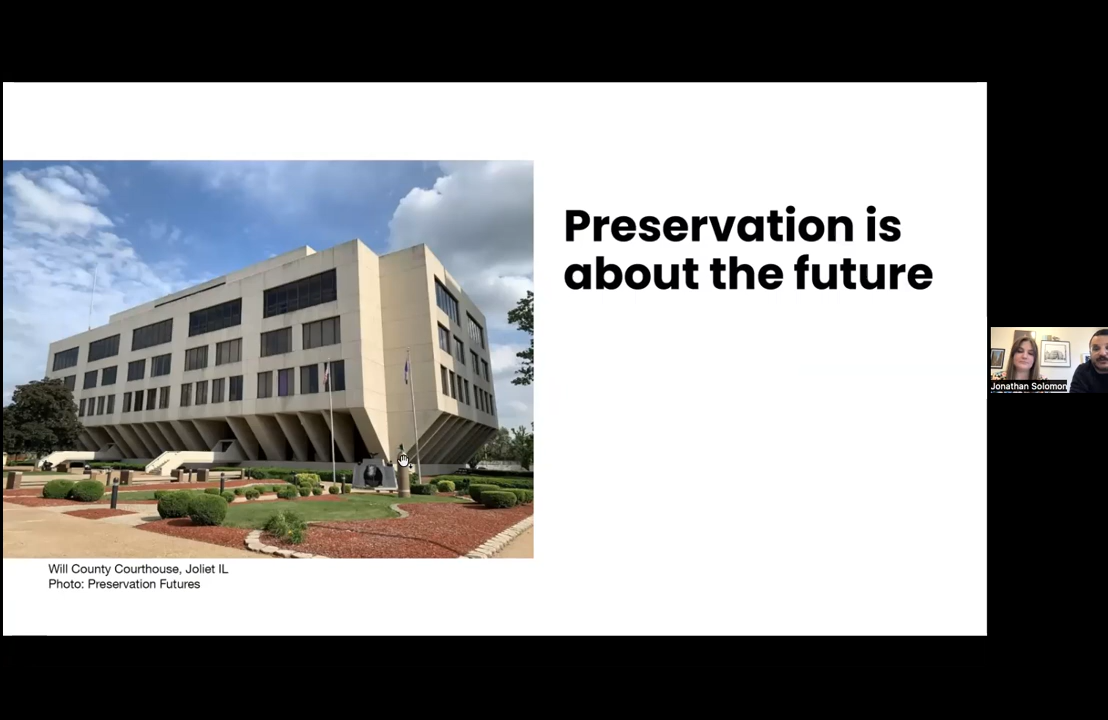 Preservation is
about the future
Will County Courthouse, Joliet IL
Photo: Preservation Futures
Jonathan Solomon